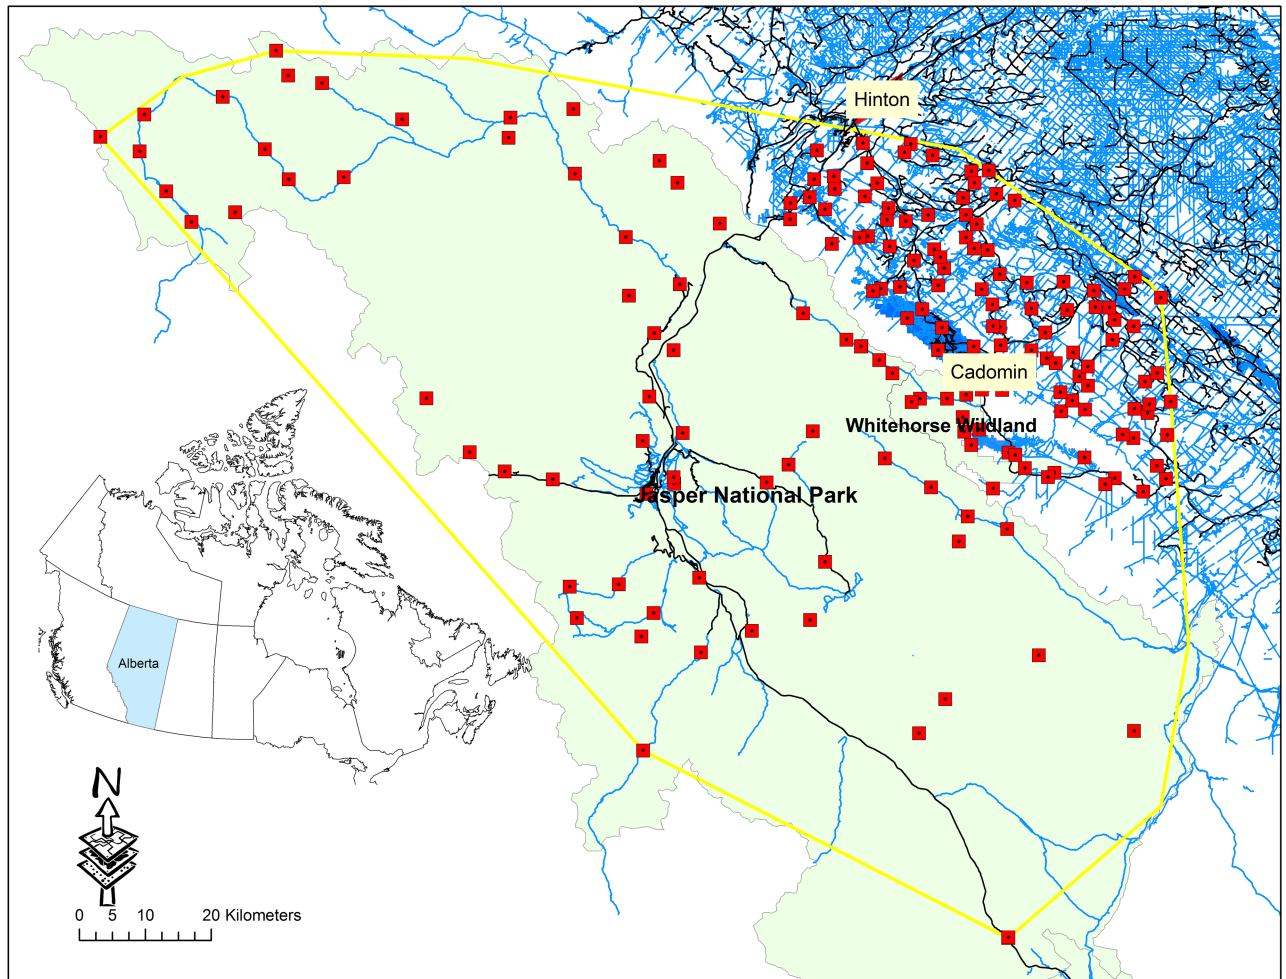 Hinton
Cadomin
Whitehorse Wildland
Jasper National Park
Alberta
N
0 5 10 20 Kilometers